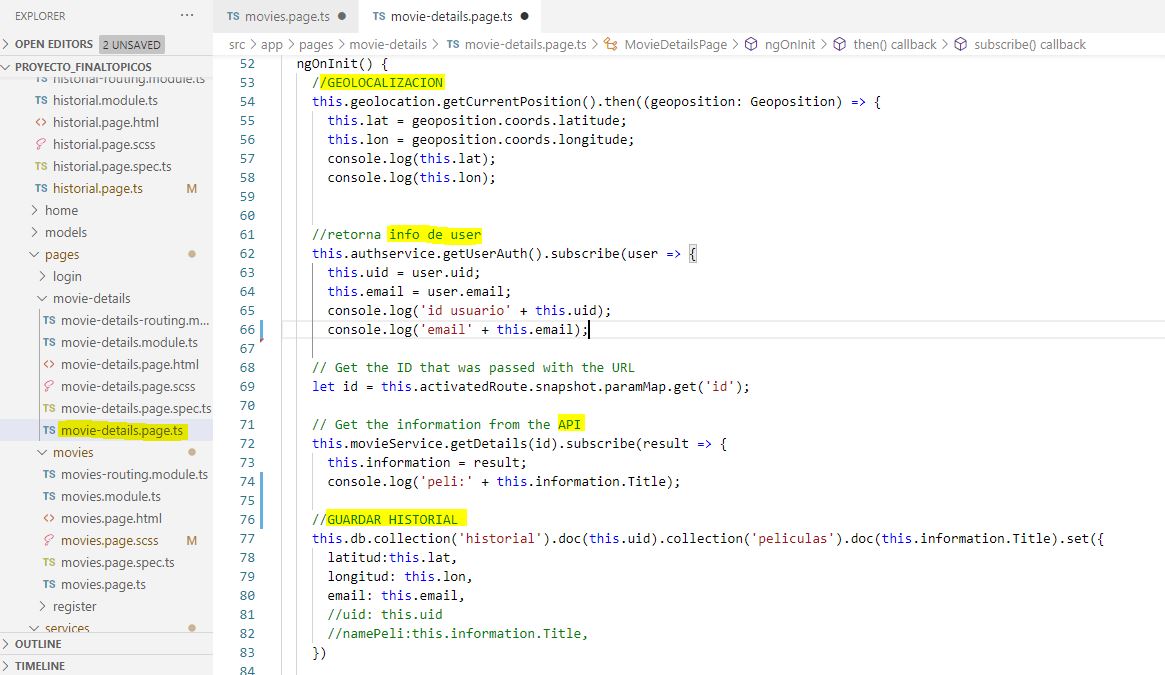 EXPLORER ···
OPEN EDITORS 2 UNSAVED
PROYECTO_FINALTOPICOS
TS historial-routing.module.ts
TS historial.module.ts
<> historial.page.html
historial.page.scss
TS historial.page.spec.ts
TS historial.page.ts M
> home
> models
pages
> login
movie-details
TS movie-details-routing.m...
TS movie-details.module.ts
<> movie-details.page.html
movie-details.page.scss
TS movie-details.page.spec.ts
TS movie-details.page.ts
movies
TS movies-routing.module.ts
TS movies.module.ts
<> movies.page.html
movies.page.scss M
TS movies.page.spec.ts
TS movies.page.ts
> register
services
> OUTLINE
> TIMELINE
TS movies.page.ts ● TS movie-details.page.ts ●
src > app > pages > movie-details > TS movie-details.page.ts > MovieDetailsPage > ngOnInit > then() callback > subscribe() callback
52 ngOnInit() {
53 //GEOLOCALIZACION
54 this.geolocation.getCurrentPosition().then((geoposition: Geoposition) => {
55 this.lat = geoposition.coords.latitude;
56 this.lon = geoposition.coords.longitude;
57 console.log(this.lat);
58 console.log(this.lon);
59
60
61 //retorna info de user
62 this.authservice.getUserAuth().subscribe(user => {
63 this.uid = user.uid;
64 this.email = user.email;
65 console.log('id usuario' + this.uid);
66 console.log('email' + this.email);
67
68 // Get the ID that was passed with the URL
69 let id = this.activatedRoute.snapshot.paramMap.get('id');
70
71 // Get the information from the API
72 this.movieService.getDetails(id).subscribe(result => {
73 this.information = result;
74 console.log('peli:' + this.information.Title);
75
76 //GUARDAR HISTORIAL
77 this.db.collection('historial').doc(this.uid).collection('peliculas').doc(this.information.Title).set({
78 latitud:this.lat,
79 longitud: this.lon,
80 email: this.email,
81 //uid: this.uid
82 //namePeli:this.information.Title,
83 })
84